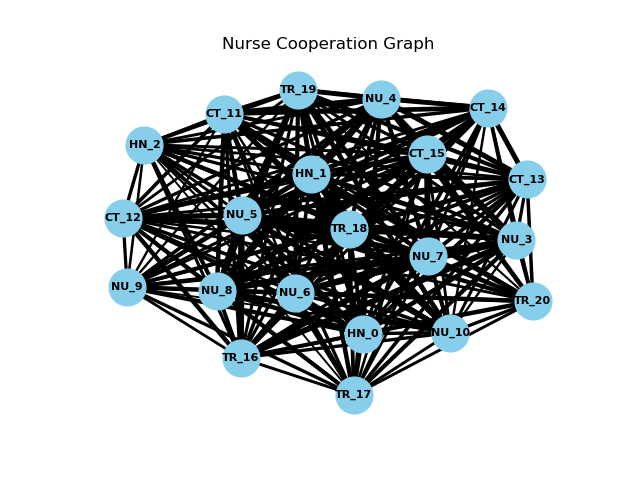 Nurse Cooperation Graph
TR_19
NU_4
CT_14
CT_11
HN_2
CT_15
HN_1
CT_13
NU_5
CT_12
TR_18
NU_3
NU_7
NU_9
NU_8
NU_6
TR_20
HN_0
NU_10
TR_16
TR_17